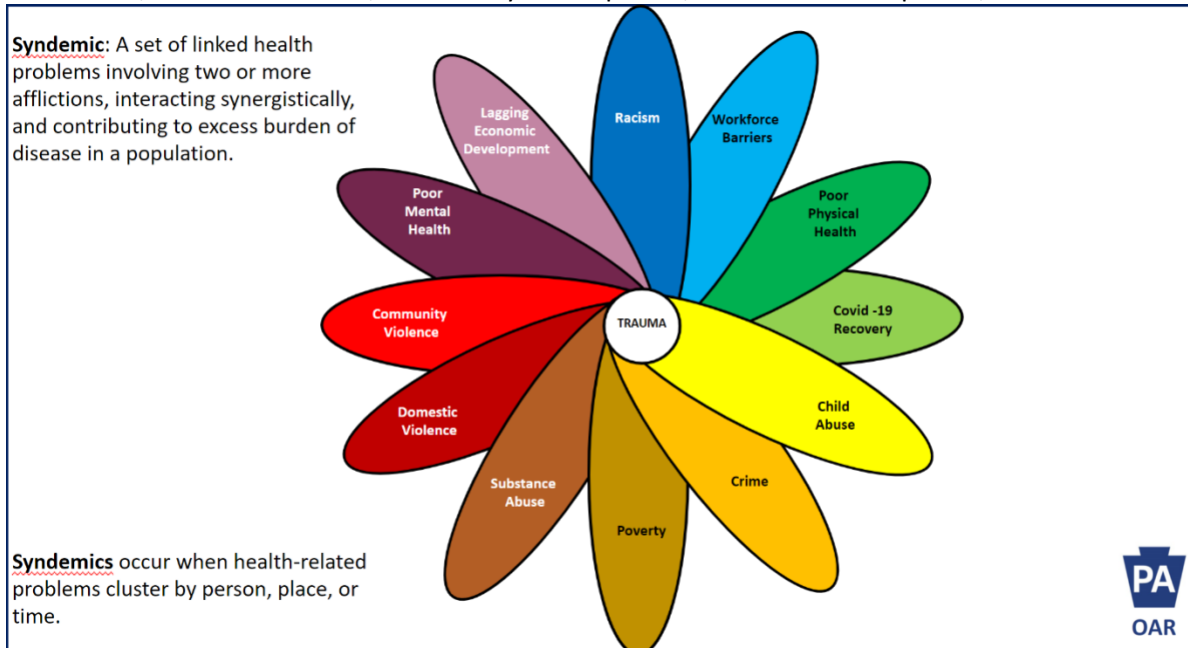 Syndemic: A set of linked health
problems involving two or more
afflictions, interacting synergistically,
and contributing to excess burden of
disease in a population.
Racism
Workforce
Barriers
Poor
Physical
Health
Covid -19
Recovery
Child
Abuse
Crime
Poverty
Substance
Abuse
Domestic
Violence
Community
Violence
Poor
Mental
Health
Lagging
Economic
Development
TRAUMA
Syndemics occur when health-related
problems cluster by person, place, or
time.
PA
OAR